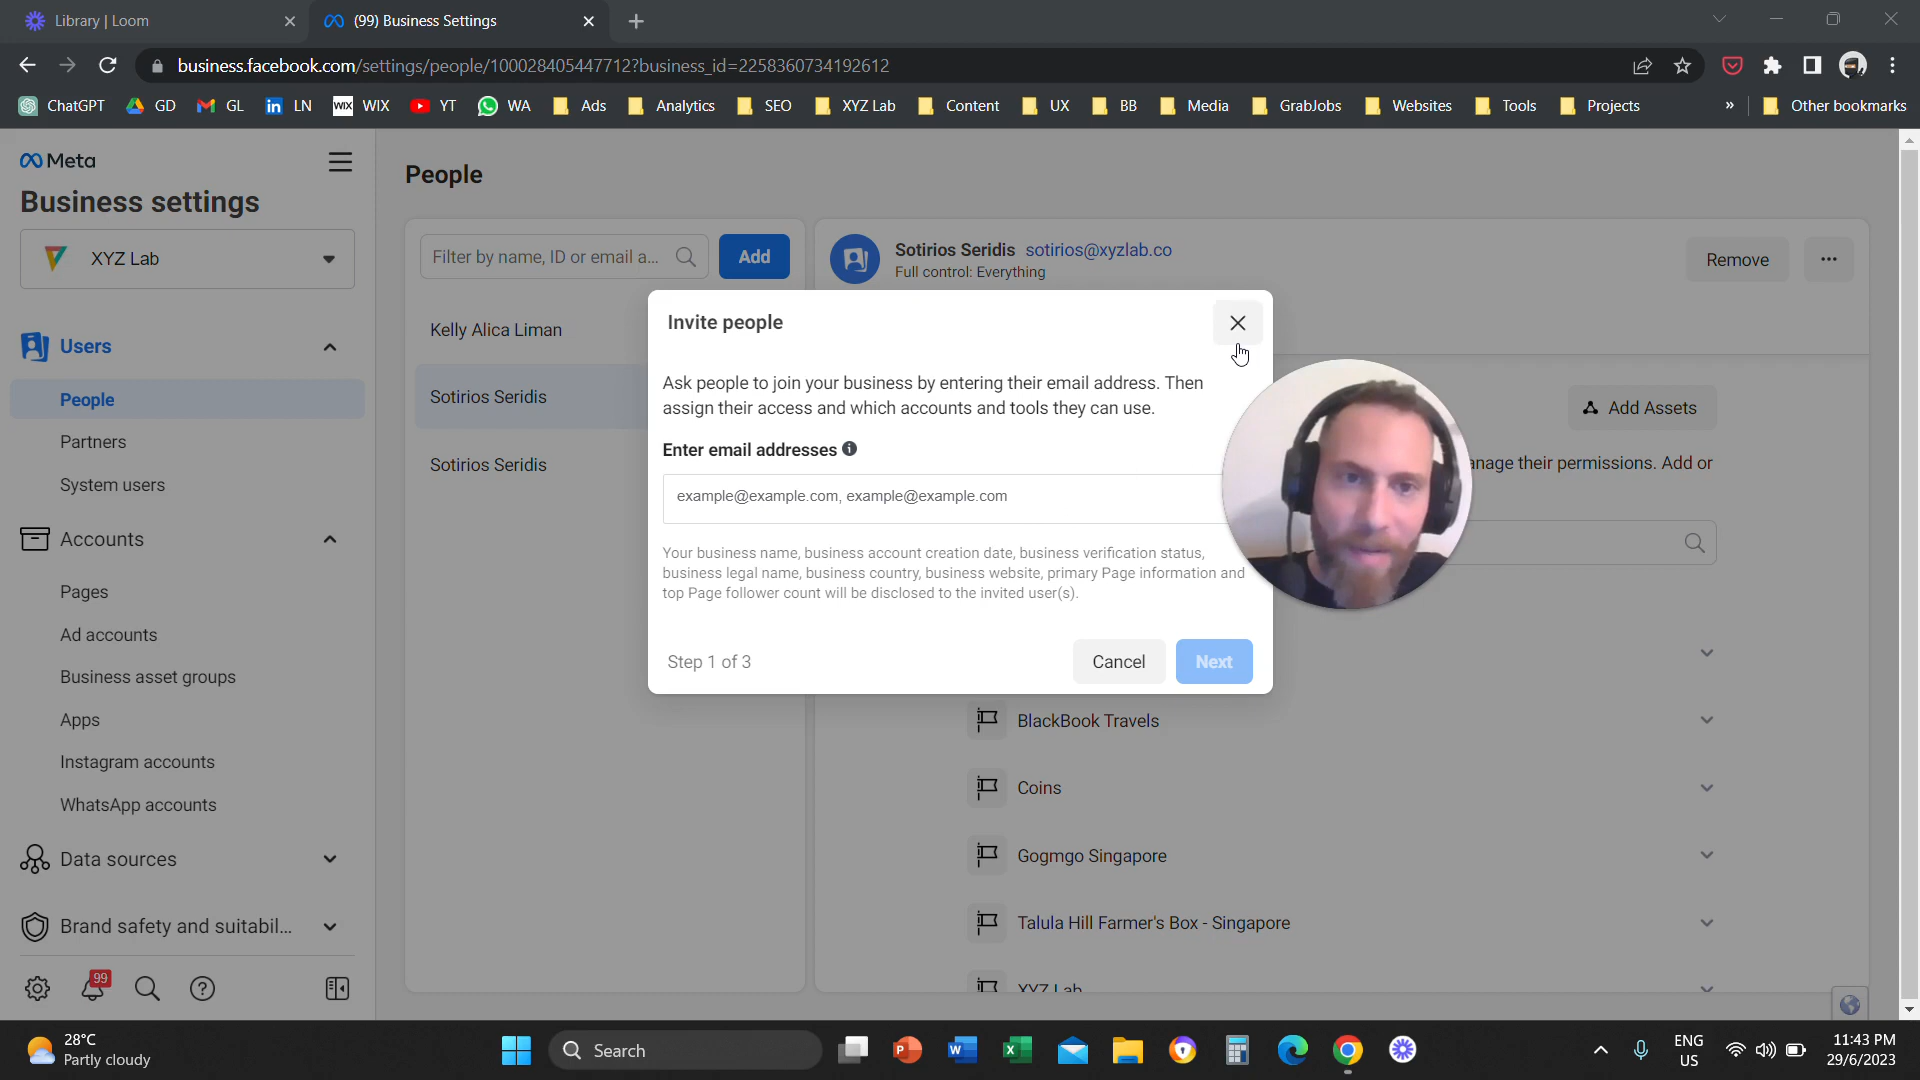 Library | Loom
(99) Business Settings
business.facebook.com/settings/people/100028405447712?business_id=2258360734192612
ChatGPT
GD
GL
LN
WIX
WIX
YT
WA
Ads
Analytics
SEO
XYZ Lab
Content
UX
BB
Media
GrabJobs
Websites
Tools
Projects
»
Other bookmarks
Meta
Business settings
XYZ Lab
Users
People
Partners
System users
Accounts
Pages
Ad accounts
Business asset groups
Apps
Instagram accounts
WhatsApp accounts
Data sources
Brand safety and suitabil...
99
People
Filter by name, ID or email a...
Add
Kelly Alica Liman
Sotirios Seridis
Sotirios Seridis
Sotirios Seridis sotirios@xyzlab.co
Full control: Everything
Remove
Add Assets
anage their permissions. Add or
Invite people
Ask people to join your business by entering their email address. Then
assign their access and which accounts and tools they can use.
Enter email addresses
example@example.com, example@example.com
Your business name, business account creation date, business verification status,
business legal name, business country, business website, primary Page information and
top Page follower count will be disclosed to the invited user(s).
Step 1 of 3
Cancel
Next
BlackBook Travels
Coins
Gogmgo Singapore
Talula Hill Farmer's Box - Singapore
XYZ Lab
28°C
Partly cloudy
Search
ENG
US
11:43 PM
29/6/2023